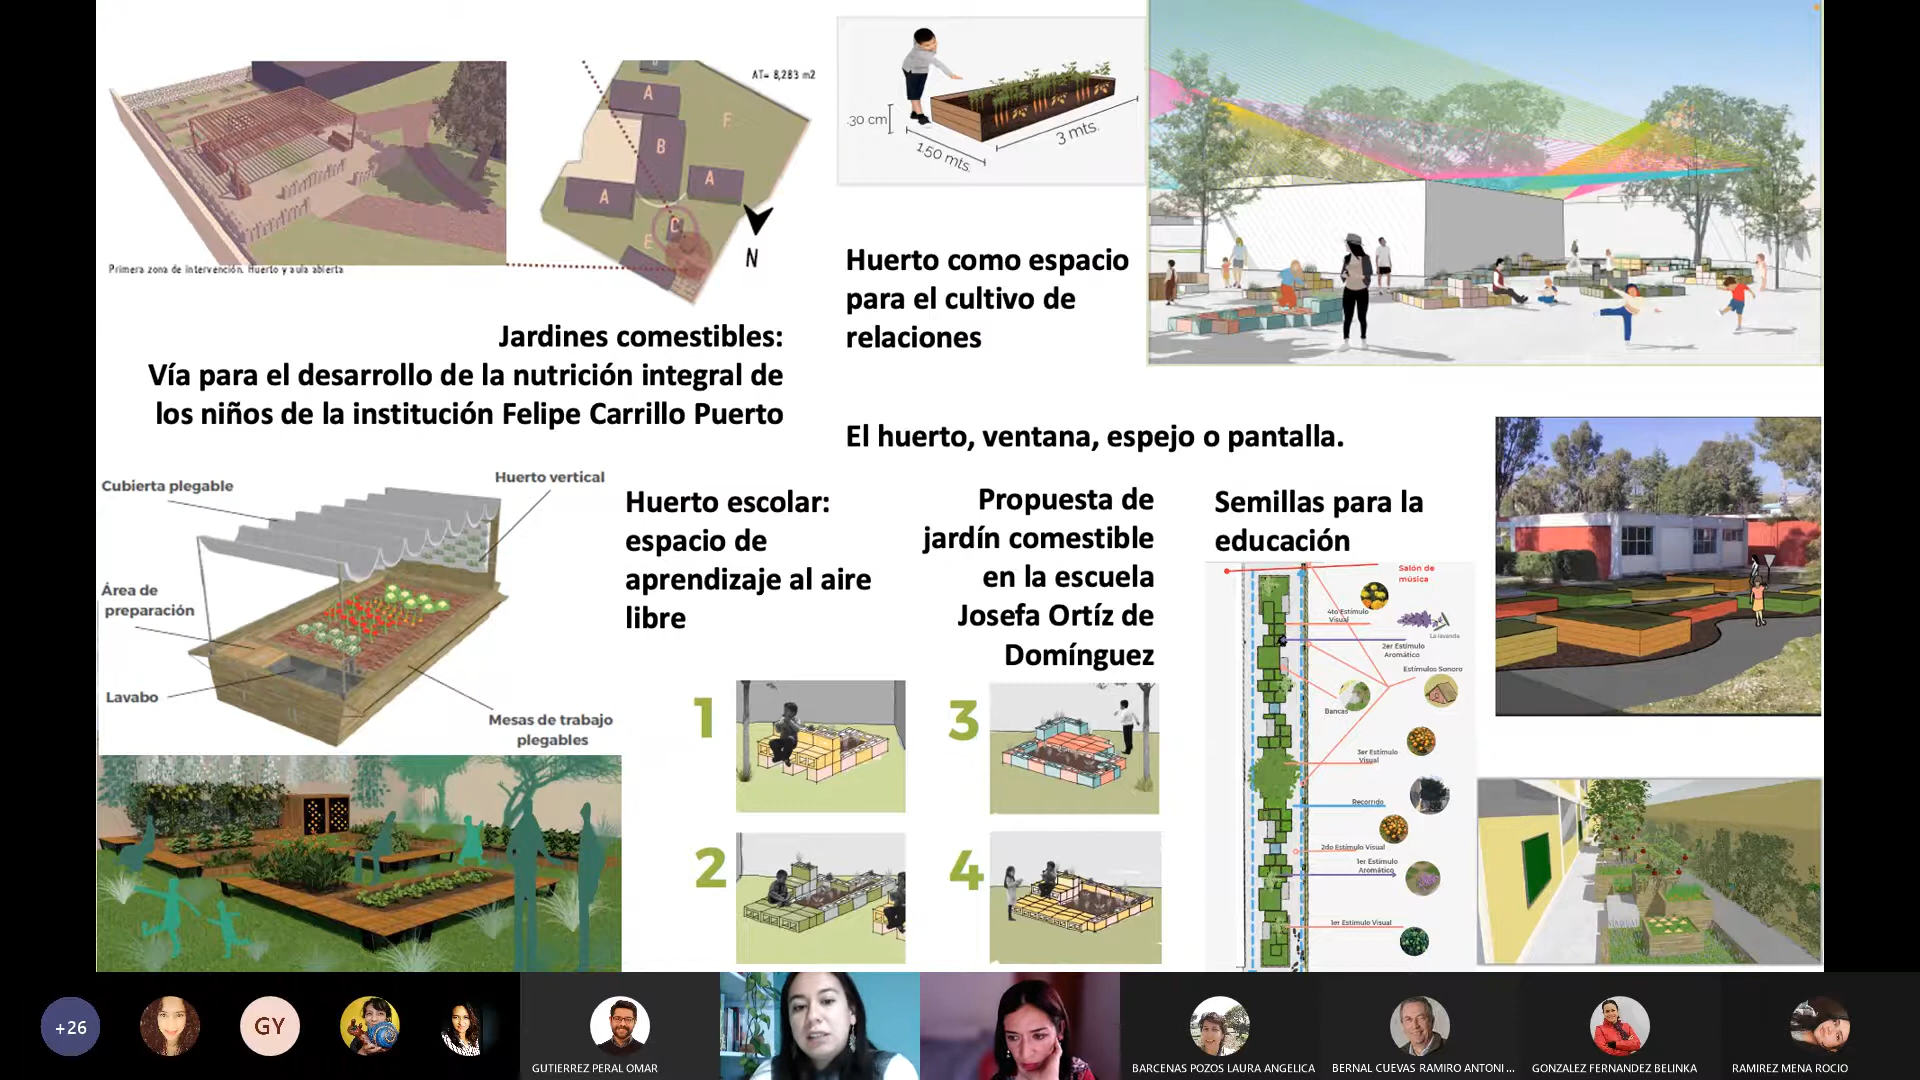 AT= 8,283 m2
A
B
F
A
A
C
E
N
Primera zona de intervención. Huerto y aula abierta
.30 cm
1.50 mts.
3 mts.
Huerto como espacio
para el cultivo de
relaciones
Jardines comestibles:
Vía para el desarrollo de la nutrición integral de
los niños de la institución Felipe Carrillo Puerto
El huerto, ventana, espejo o pantalla.
Cubierta plegable
Huerto vertical
Área de
preparación
Lavabo
Mesas de trabajo
plegables
Huerto escolar:
espacio de
aprendizaje al aire
libre
Propuesta de
jardín comestible
en la escuela
Josefa Ortíz de
Domínguez
Semillas para la
educación
1
2
3
4
Salón de
música
4to Estímulo
Visual
La lavanda
2er Estímulo
Aromático
Estímulos Sonoro
Bancas
3er Estímulo
Visual
Recorrido
2do Estímulo Visual
1er Estímulo
Aromático
1er Estímulo Visual
+26
GY
GUTIERREZ PERAL OMAR
BARCENAS POZOS LAURA ANGELICA
BERNAL CUEVAS RAMIRO ANTONI ...
GONZALEZ FERNANDEZ BELINKA
RAMIREZ MENA ROCIO